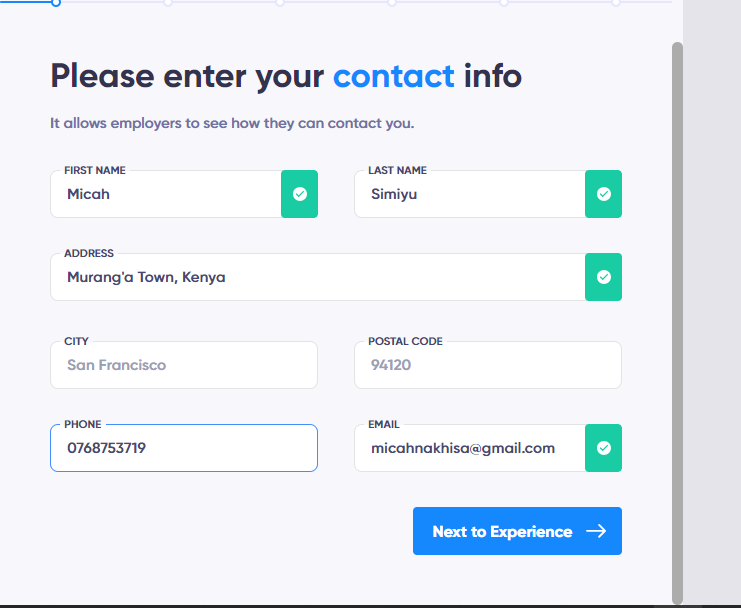 Please enter your contact info
It allows employers to see how they can contact you.
FIRST NAME LAST NAME
Micah Simiyu
ADDRESS
Murang'a Town, Kenya
CITY POSTAL CODE
San Francisco 94120
PHONE EMAIL
0768753719 micahnakhisa@gmail.com
Next to Experience